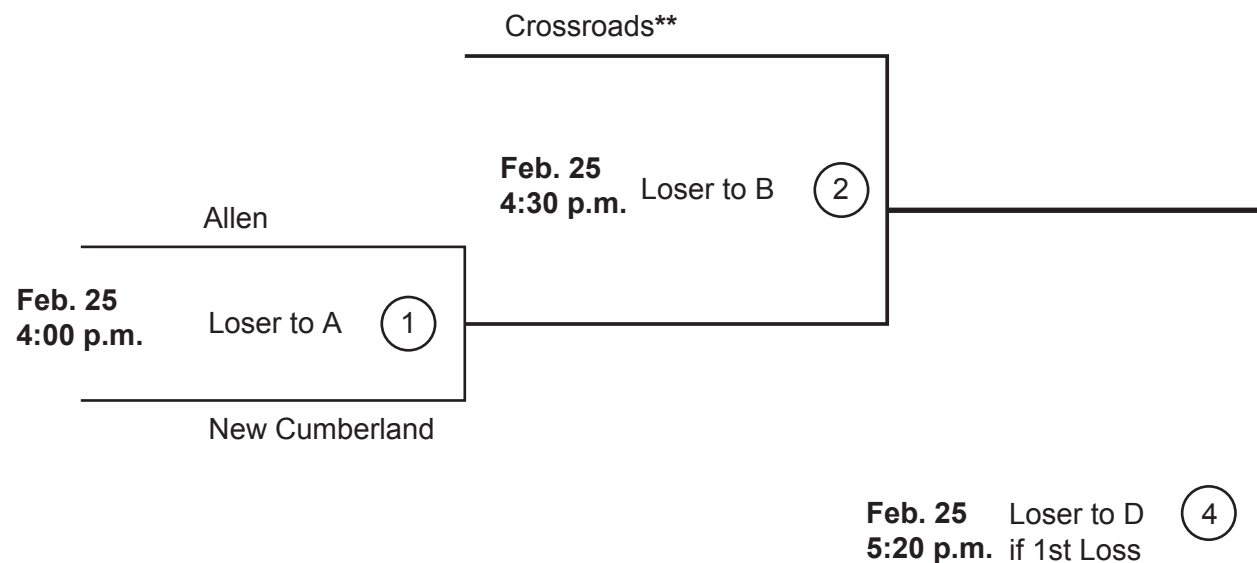 Crossroads**
Feb. 25
4:30 p.m.
Loser to B
2
Allen
Feb. 25
4:00 p.m.
Loser to A
1
New Cumberland
Feb. 25
5:20 p.m.
Loser to D
if 1st Loss
4